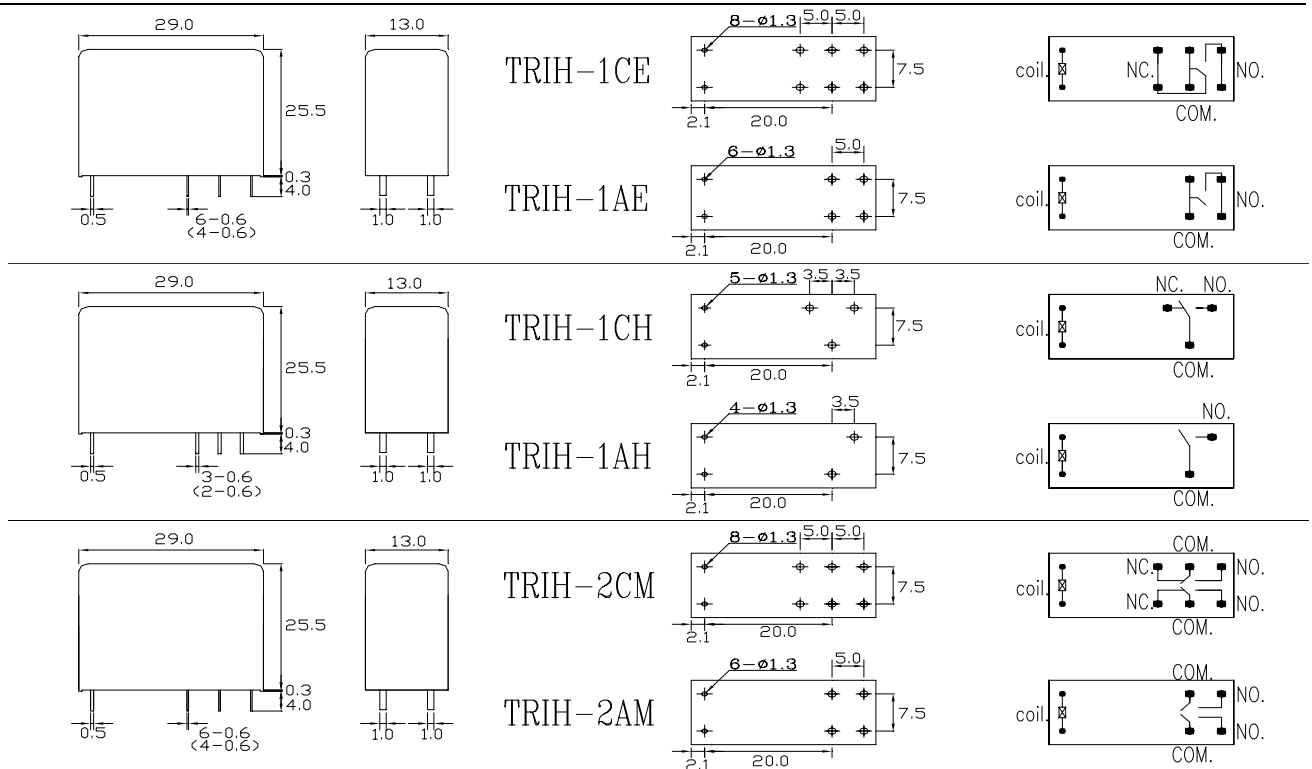 29.0
13.0
25.5
0.3
4.0
0.5
6-0.6
(4-0.6)
1.0
1.0
TRIH-1CE
8-ø1.3
5.0
5.0
7.5
2.1
20.0
coil.
NC.
NO.
COM.
TRIH-1AE
6-ø1.3
5.0
7.5
2.1
20.0
coil.
NO.
COM.
29.0
13.0
25.5
0.3
4.0
0.5
3-0.6
(2-0.6)
1.0
1.0
TRIH-1CH
5-ø1.3
3.5
3.5
7.5
2.1
20.0
NC.
NO.
coil.
COM.
TRIH-1AH
4-ø1.3
3.5
7.5
2.1
20.0
NO.
coil.
COM.
29.0
13.0
25.5
0.3
4.0
0.5
6-0.6
(4-0.6)
1.0
1.0
TRIH-2CM
8-ø1.3
5.0
5.0
7.5
2.1
20.0
COM.
NC.
NO.
coil.
NC.
NO.
COM.
TRIH-2AM
6-ø1.3
5.0
7.5
2.1
20.0
COM.
NO.
coil.
NO.
COM.